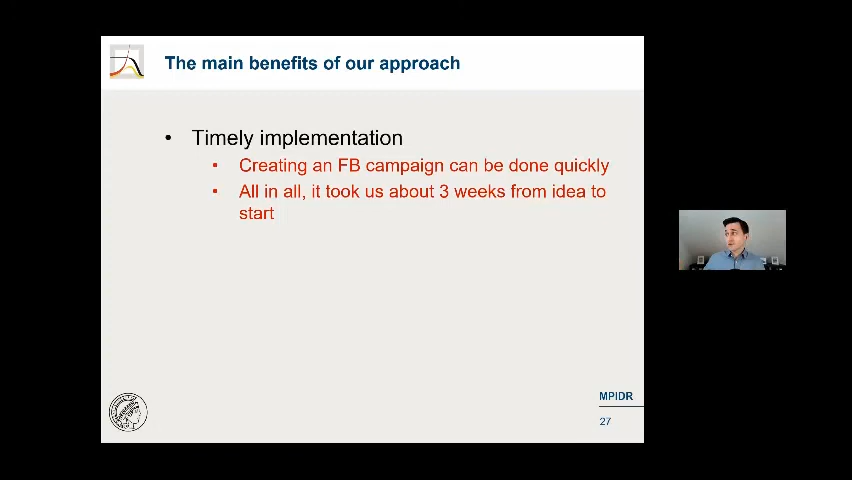 The main benefits of our approach
• Timely implementation
▪ Creating an FB campaign can be done quickly
▪ All in all, it took us about 3 weeks from idea to
start
MPIDR
27